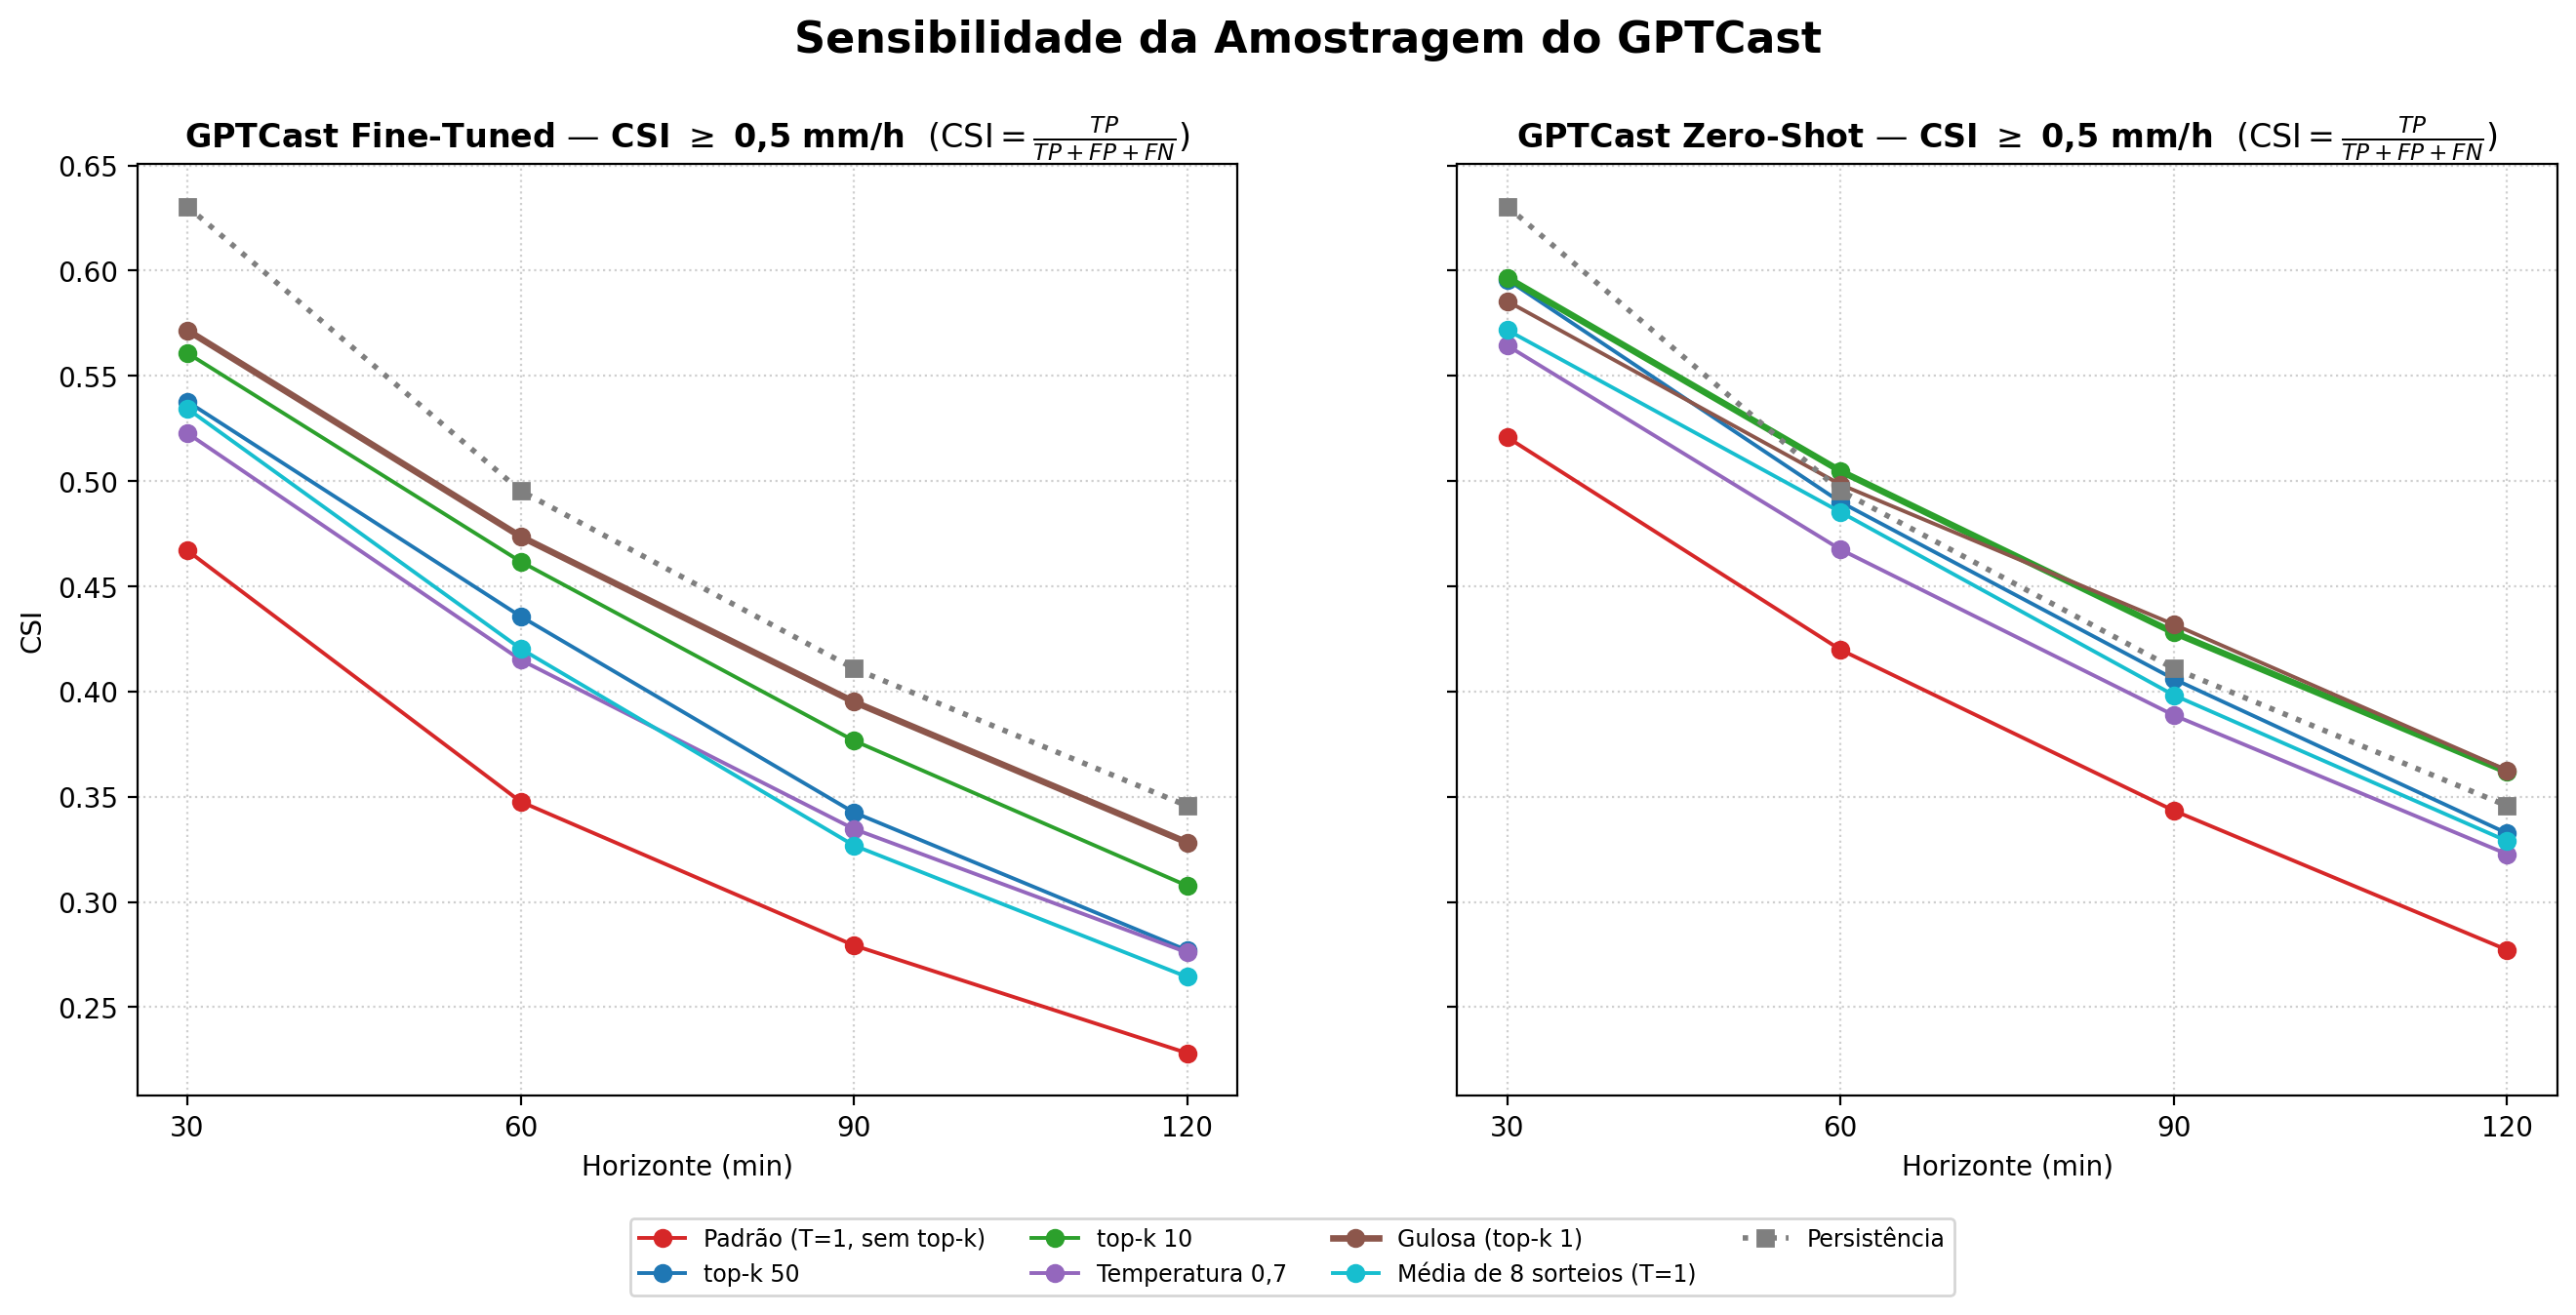 Sensibilidade da Amostragem do GPTCast
GPTCast Fine-Tuned — CSI ≥ 0,5 mm/h (CSI = TP / TP + FP + FN)
0.65
0.60
0.55
0.50
0.45
0.40
0.35
0.30
0.25
CSI
30 60 90 120
Horizonte (min)
GPTCast Zero-Shot — CSI ≥ 0,5 mm/h (CSI = TP / TP + FP + FN)
30 60 90 120
Horizonte (min)
Padrão (T=1, sem top-k)
top-k 50
top-k 10
Temperatura 0,7
Gulosa (top-k 1)
Média de 8 sorteios (T=1)
Persistência